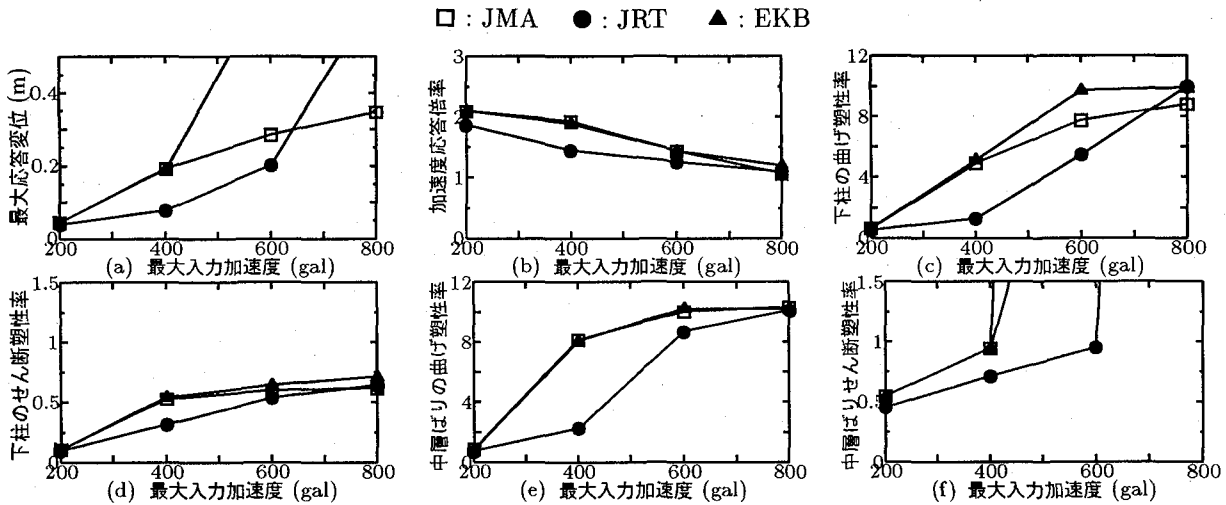 □ : JMA ● : JRT ▲ : EKB
最大応答変位 (m)
0.4
0.2
0
200 400 600 800
(a) 最大入力加速度 (gal)
加速度応答倍率
3
2
1
0
200 400 600 800
(b) 最大入力加速度 (gal)
下柱の曲げ塑性率
12
8
4
0
200 400 600 800
(c) 最大入力加速度 (gal)
下柱のせん断塑性率
1.5
1
0.5
0
200 400 600 800
(d) 最大入力加速度 (gal)
中層ばりの曲げ塑性率
12
8
4
0
200 400 600 800
(e) 最大入力加速度 (gal)
中層ばりせん断塑性率
1.5
1
0.5
0
200 400 600 800
(f) 最大入力加速度 (gal)